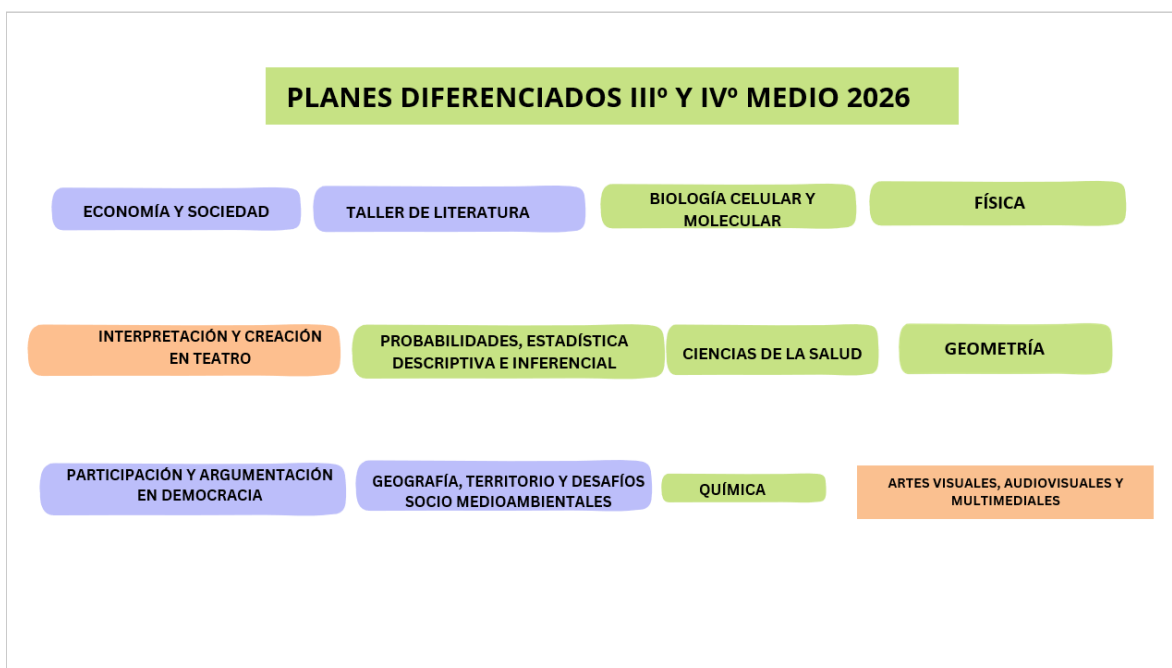 PLANES DIFERENCIADOS IIIº Y IVº MEDIO 2026
ECONOMÍA Y SOCIEDAD
TALLER DE LITERATURA
BIOLOGÍA CELULAR Y
MOLECULAR
FÍSICA
INTERPRETACIÓN Y CREACIÓN
EN TEATRO
PROBABILIDADES, ESTADÍSTICA
DESCRIPTIVA E INFERENCIAL
CIENCIAS DE LA SALUD
GEOMETRÍA
PARTICIPACIÓN Y ARGUMENTACIÓN
EN DEMOCRACIA
GEOGRAFÍA, TERRITORIO Y DESAFÍOS
SOCIO MEDIOAMBIENTALES
QUÍMICA
ARTES VISUALES, AUDIOVISUALES Y
MULTIMEDIALES